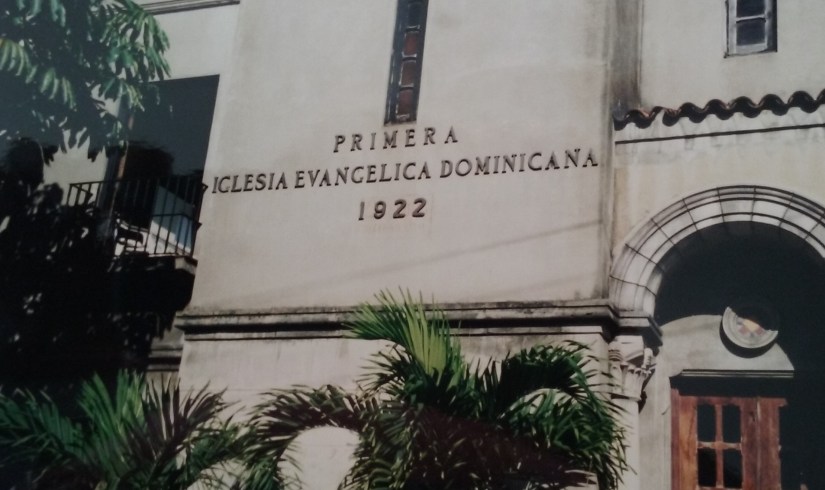 PRIMERA
IGLESIA EVANGELICA DOMINICANA
1922